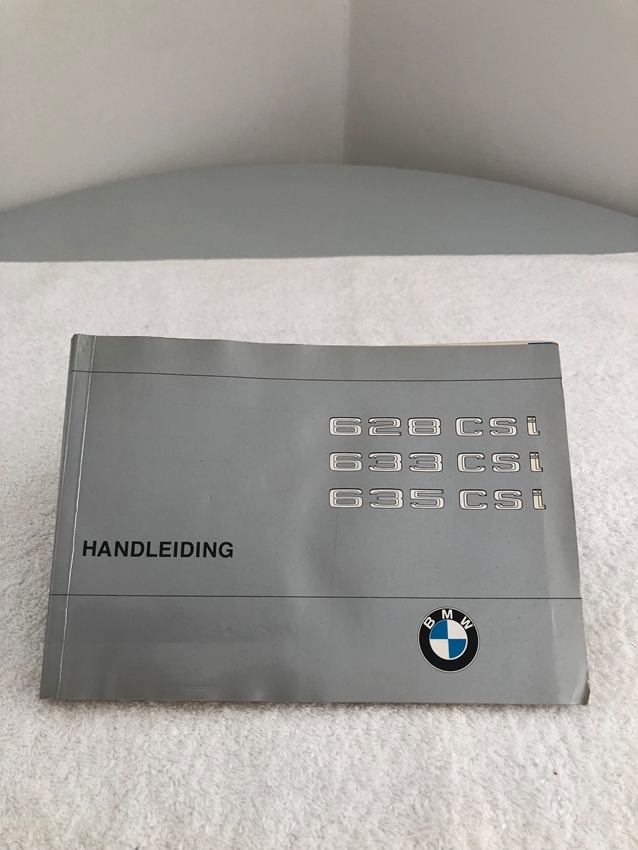 628 CSi
633 CSi
635 CSi
HANDLEIDING
BMW